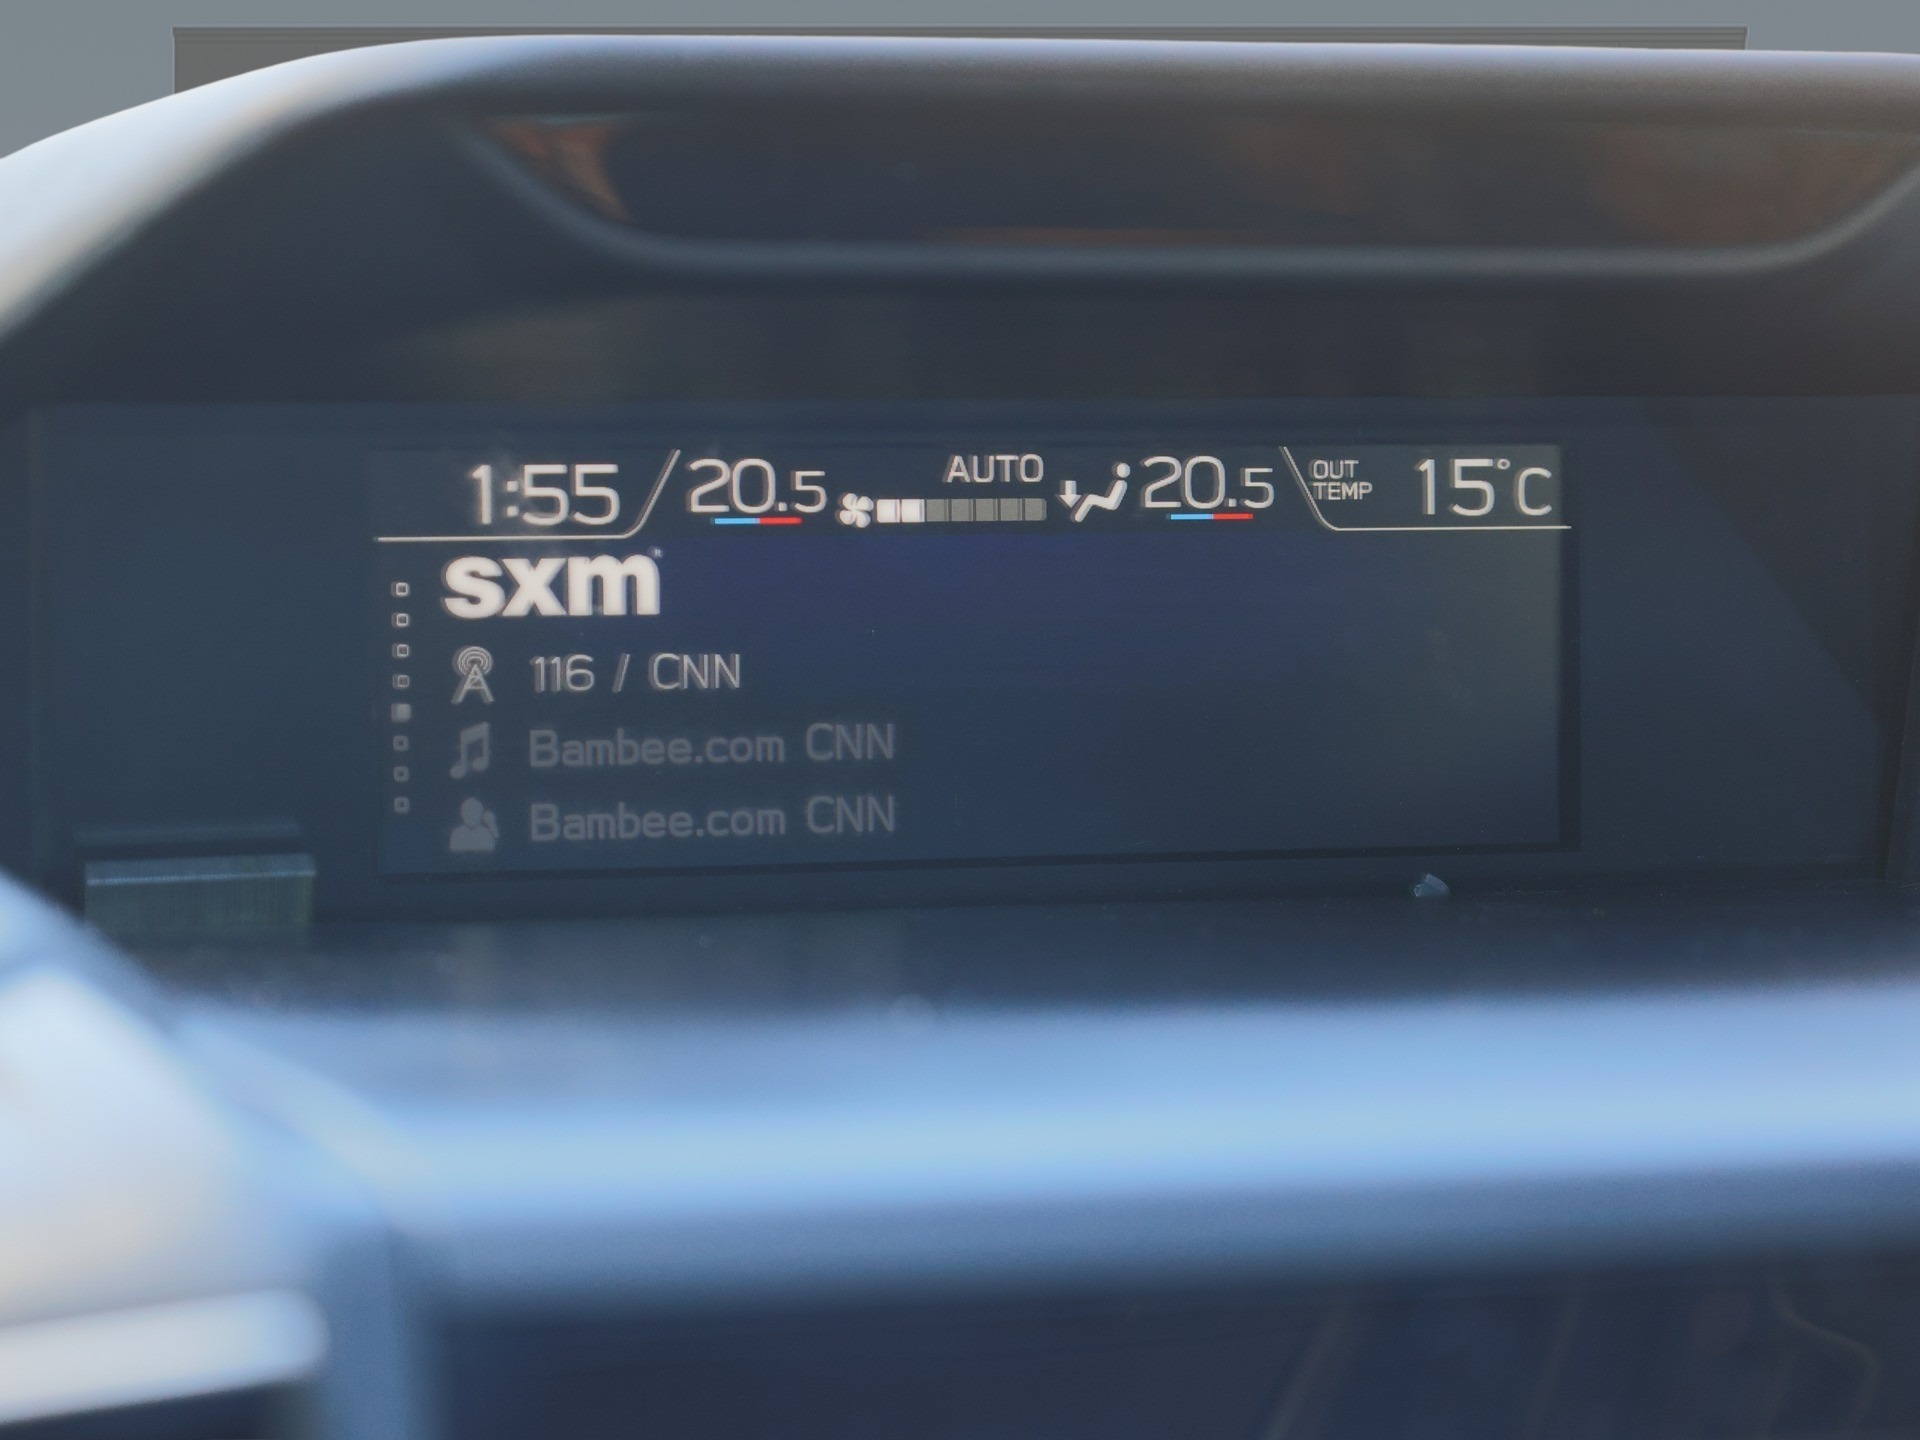 1:55 20.5 AUTO 20.5 OUT TEMP 15°C
sxm
116 / CNN
Bambee.com CNN
Bambee.com CNN